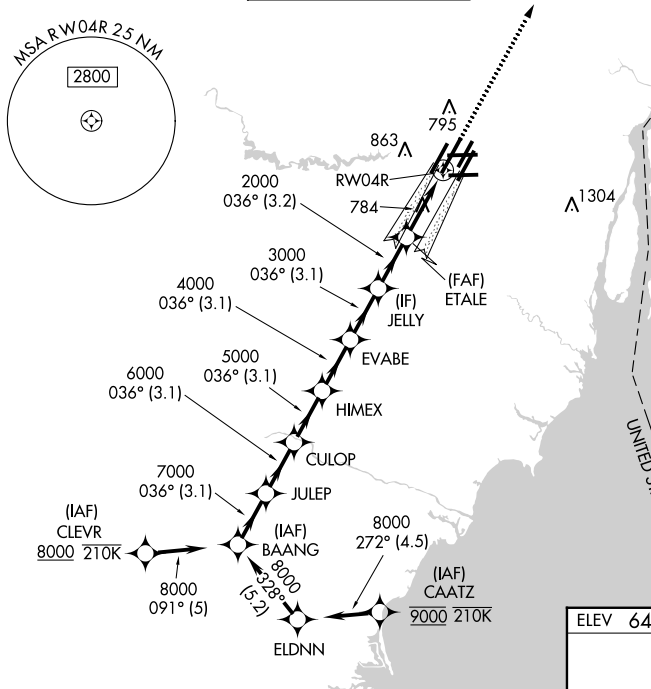 MSA RW04R 25 NM
2800
795
863
RW04R
784
1304
2000
036° (3.2)
(FAF)
ETALE
3000
036° (3.1)
(IF)
JELLY
4000
036° (3.1)
EVABE
5000
036° (3.1)
HIMEX
6000
036° (3.1)
CULOP
7000
036° (3.1)
JULEP
(IAF)
CLEVR
8000 210K
8000
091° (5)
(IAF)
BAANG
8000
328°
(5.2)
8000
272° (4.5)
(IAF)
CAATZ
9000 210K
ELDNN
UNITED
ELEV 64